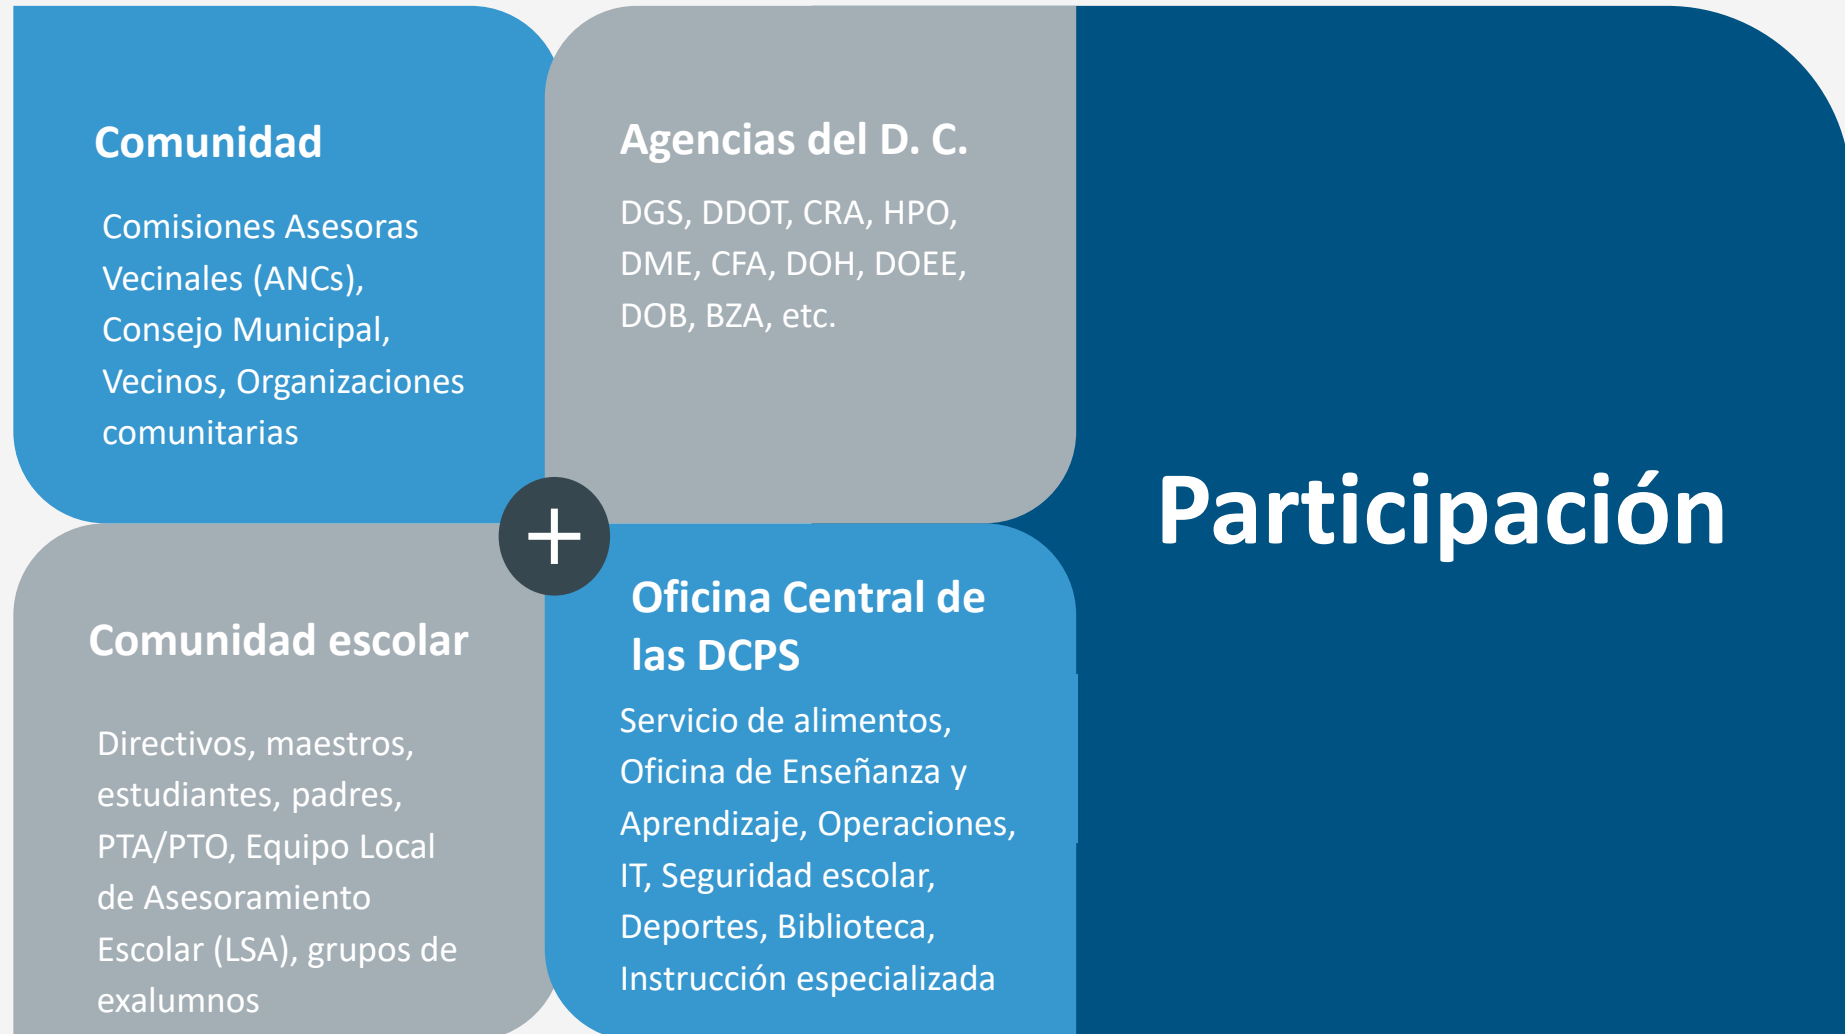 Comunidad
Comisiones Asesoras
Vecinales (ANCs),
Consejo Municipal,
Vecinos, Organizaciones
comunitarias
Agencias del D. C.
DGS, DDOT, CRA, HPO,
DME, CFA, DOH, DOEE,
DOB, BZA, etc.
Comunidad escolar
Directivos, maestros,
estudiantes, padres,
PTA/PTO, Equipo Local
de Asesoramiento
Escolar (LSA), grupos de
exalumnos
Oficina Central de
las DCPS
Servicio de alimentos,
Oficina de Enseñanza y
Aprendizaje, Operaciones,
IT, Seguridad escolar,
Deportes, Biblioteca,
Instrucción especializada
+
Participación